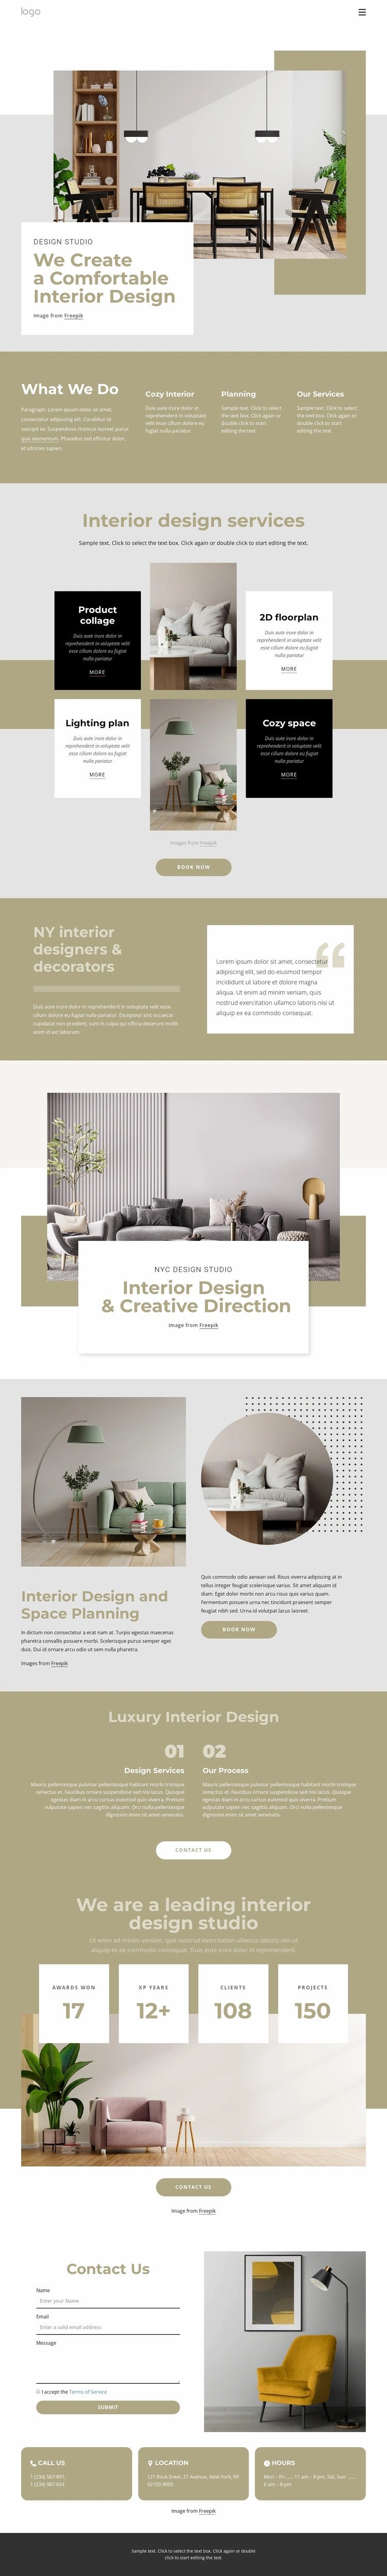 logo
DESIGN STUDIO
We Create
a Comfortable
Interior Design
Image from Freepik
What We Do
Paragraph. Lorem ipsum dolor sit amet,
consectetur adipiscing elit. Curabitur id
suscipit ex. Suspendisse rhoncus laoreet purus
quis elementum. Phasellus sed efficitur dolor,
et ultricies sapien.
Cozy Interior
Duis aute irure dolor in
reprehenderit in voluptate
velit esse cillum dolore eu
fugiat nulla pariatur.
Planning
Sample text. Click to select
the text box. Click again or
double click to start
editing the text.
Our Services
Sample text. Click to select
the text box. Click again or
double click to start
editing the text.
Interior design services
Sample text. Click to select the text box. Click again or double click to start editing the text.
Product
collage
Duis aute irure dolor in
reprehenderit in voluptate velit
esse cillum dolore eu fugiat
nulla pariatur
MORE
2D floorplan
Duis aute irure dolor in
reprehenderit in voluptate velit
esse cillum dolore eu fugiat
nulla pariatur
MORE
Lighting plan
Duis aute irure dolor in
reprehenderit in voluptate velit
esse cillum dolore eu fugiat
nulla pariatur
MORE
Cozy space
Duis aute irure dolor in
reprehenderit in voluptate velit
esse cillum dolore eu fugiat
nulla pariatur
MORE
Images from Freepik
BOOK NOW
NY interior
designers &
decorators
Duis aute irure dolor in reprehenderit in voluptate velit esse cillum
dolore eu fugiat nulla pariatur. Excepteur sint occaecat
cupidatat non proident, sunt in culpa qui officia deserunt mollit
anim id est laborum.
Lorem ipsum dolor sit amet, consectetur
adipiscing elit, sed do eiusmod tempor
incididunt ut labore et dolore magna
aliqua. Ut enim ad minim veniam, quis
nostrud exercitation ullamco laboris nisi ut
aliquip ex ea commodo consequat.
NYC DESIGN STUDIO
Interior Design
& Creative Direction
Image from Freepik
Interior Design and
Space Planning
In dictum non consectetur a erat nam at. Turpis egestas maecenas
pharetra convallis posuere morbi. Scelerisque purus semper eget
duis. Dui id ornare arcu odio ut sem nulla pharetra.
Images from Freepik
Quis commodo odio aenean sed. Risus viverra adipiscing at in
tellus integer feugiat scelerisque varius. Sit amet aliquam id
diam. Eget est lorem dolor arcu risus quis varius quam.
Fermentum posuere urna nec tincidunt praesent semper
feugiat nibh sed. Urna id volutpat lacus laoreet.
BOOK NOW
Luxury Interior Design
01
Design Services
Mauris pellentesque pulvinar pellentesque habitant morbi tristique
senectus et. Faucibus ornare suspendisse sed nisi lacus. Quisque
egestas diam in arcu cursus euismod quis viverra. Pretium
vulputate sapien nec sagittis aliquam. Orci nulla pellentesque
dignissim enim sit amet venenatis.
02
Our Process
Mauris pellentesque pulvinar pellentesque habitant morbi tristique
senectus et. Faucibus ornare suspendisse sed nisi lacus. Quisque
egestas diam in arcu cursus euismod quis viverra. Pretium
vulputate sapien nec sagittis aliquam. Orci nulla pellentesque
dignissim enim sit amet venenatis.
CONTACT US
We are a leading interior
design studio
Ut enim ad minim veniam, quis nostrud exercitation ullamco laboris nisi ut
aliquip ex ea commodo consequat. Duis aute irure dolor in reprehenderit.
AWARDS WON
17
XP YEARS
12+
CLIENTS
108
PROJECTS
150
CONTACT US
Image from Freepik
Contact Us
Name
Enter your Name
Email
Enter a valid email address
Message
I accept the Terms of Service
SUBMIT
CALL US
1 (234) 567-891,
1 (234) 987-654
LOCATION
121 Rock Sreet, 21 Avenue, New York, NY
92103-9000
HOURS
Mon – Fri ...... 11 am – 8 pm, Sat, Sun ......
6 am – 8 pm
Image from Freepik
Sample text. Click to select the text box. Click again or double
click to start editing the text.